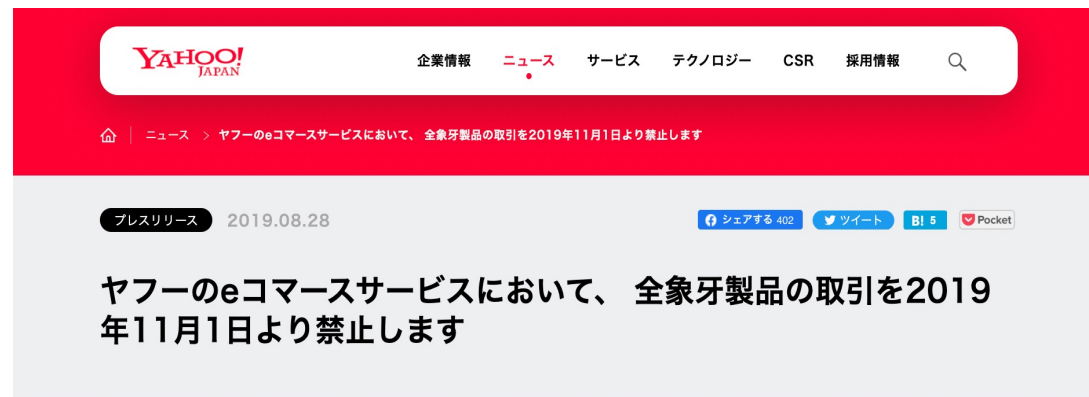 YAHOO!
JAPAN
企業情報 ニュース サービス テクノロジー CSR 採用情報
ニュース > ヤフーのeコマースサービスにおいて、 全象牙製品の取引を2019年11月1日より禁止します
プレスリリース 2019.08.28 シェアする 402 ツイート B! 5 Pocket
ヤフーのeコマースサービスにおいて、 全象牙製品の取引を2019
年11月1日より禁止します